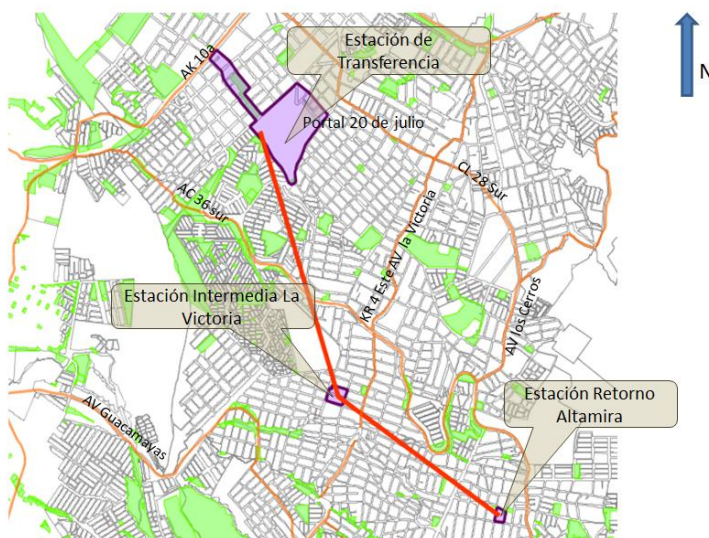 Estación de
Transferencia
N
AK 10a
Portal 20 de julio
CL 28 Sur
AC 36 sur
KR 4 Este AV la Victoria
AV los Cerros
Estación Intermedia La
Victoria
Estación Retorno
Altamira
AV Guacamayas